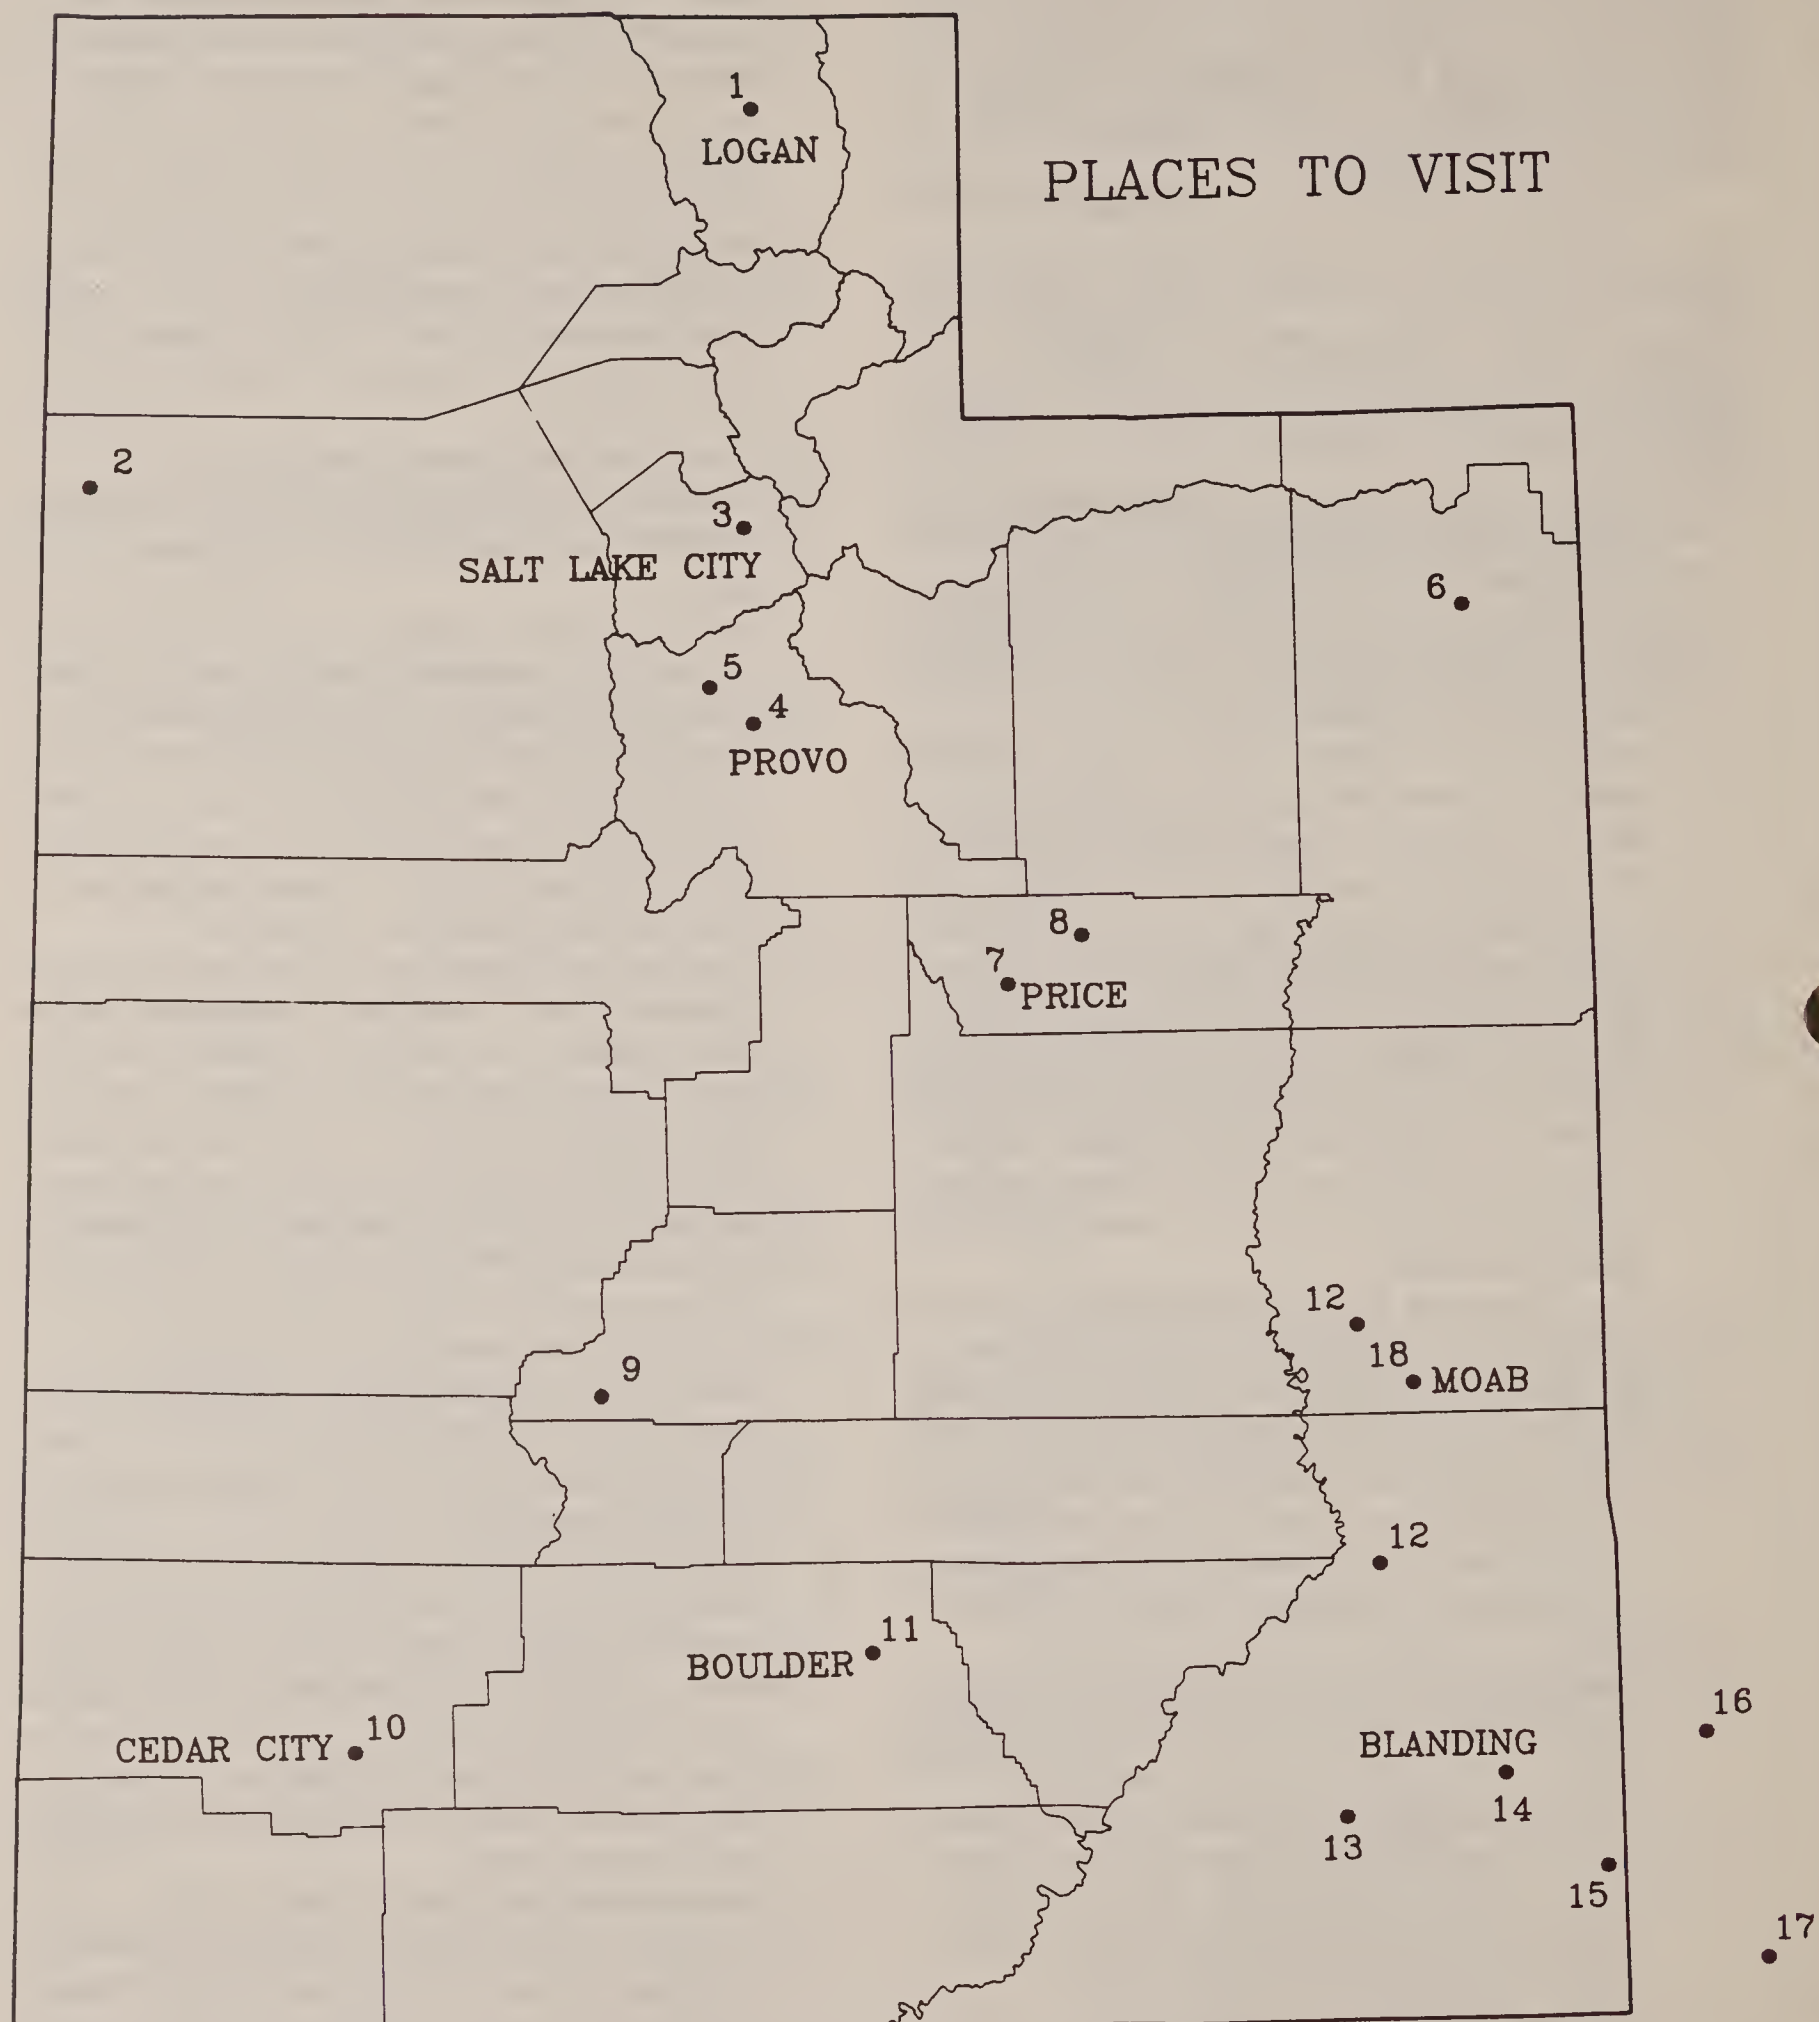 1
LOGAN
PLACES TO VISIT
2
3
SALT LAKE CITY
6
5
4
PROVO
8
7
PRICE
12
18
MOAB
9
12
11
BOULDER
16
10
CEDAR CITY
BLANDING
14
13
15
17